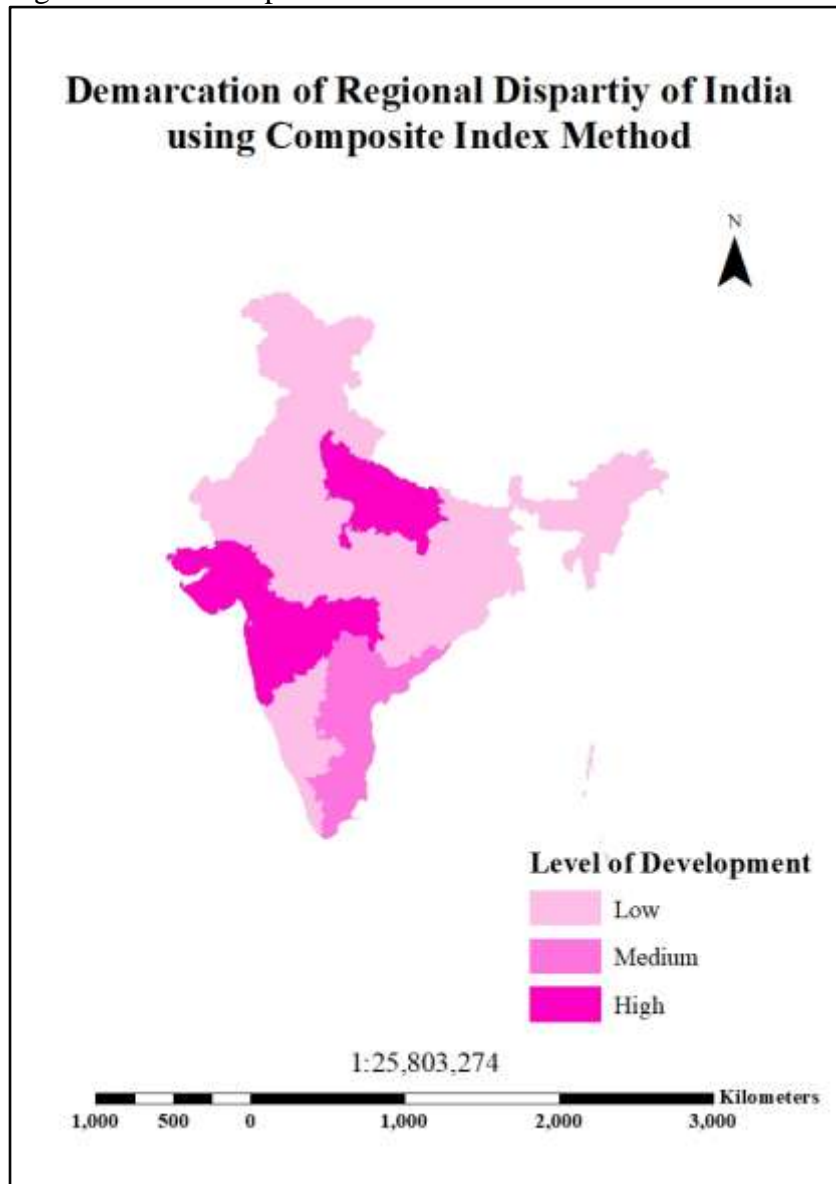 Demarcation of Regional Dispartiy of India
using Composite Index Method
N
Level of Development
Low
Medium
High
1:25,803,274
Kilometers
1,000 500 0 1,000 2,000 3,000